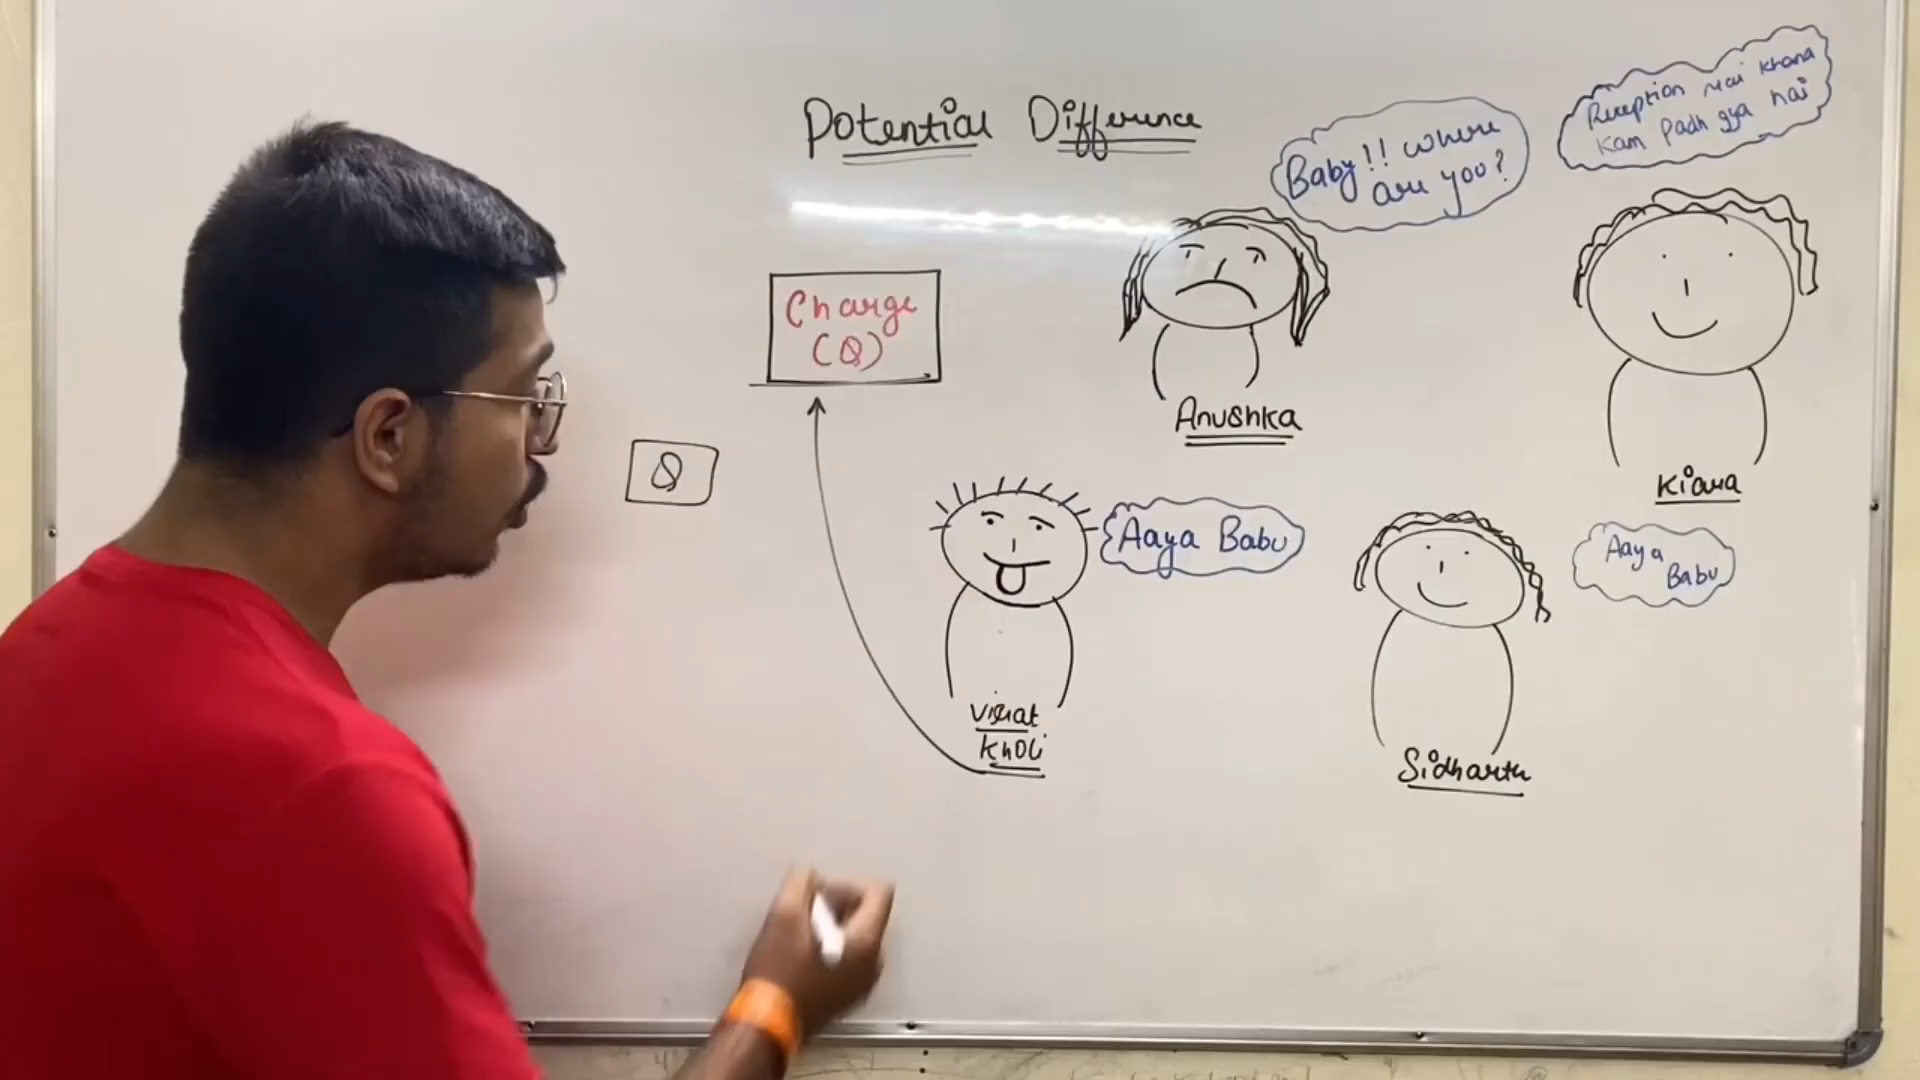 Potential Difference
Reception mai khana
kam padh gya hai
Baby!! where
are you?
Charge
(Q)
Anushka
Q
Kiara
Aaya Babu
Aaya
Babu
Virat
Kholi
Sidharth